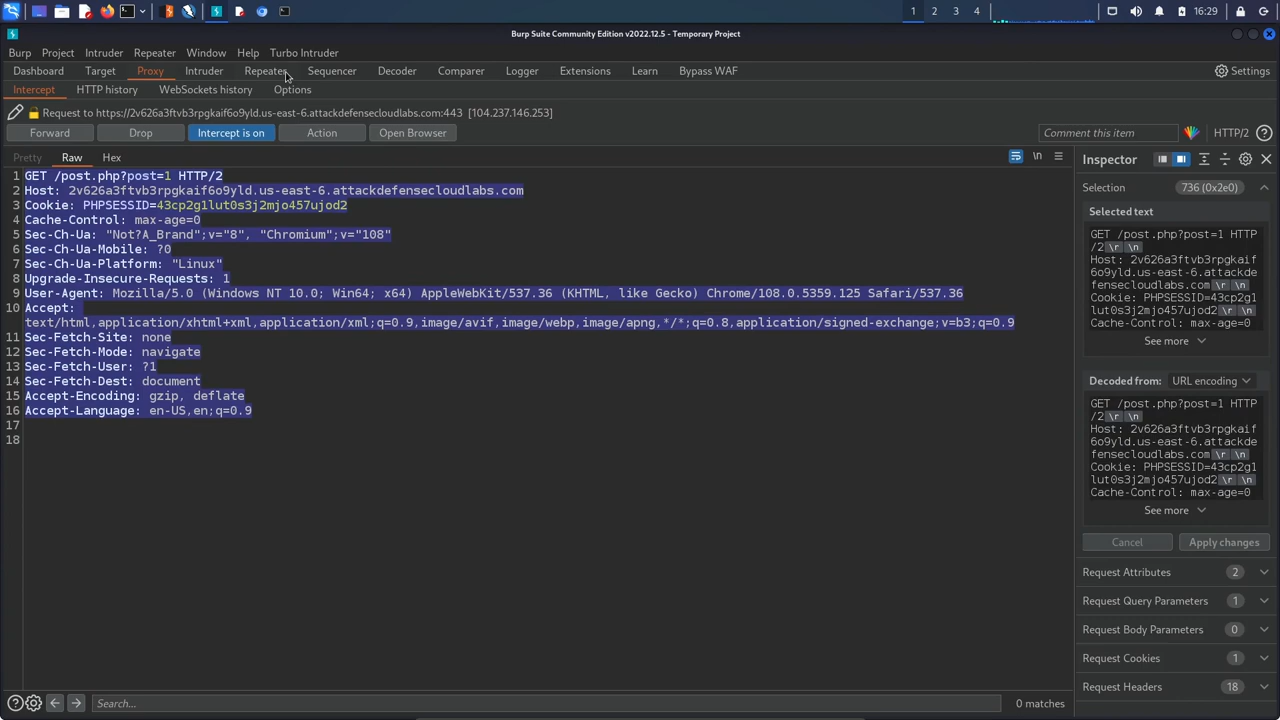 1 2 3 4 16:29
Burp Suite Community Edition v2022.12.5 - Temporary Project
Burp Project Intruder Repeater Window Help Turbo Intruder
Dashboard Target Proxy Intruder Repeater Sequencer Decoder Comparer Logger Extensions Learn Bypass WAF Settings
Intercept HTTP history WebSockets history Options
Request to https://2v626a3ftvb3rpgkaif6o9yld.us-east-6.attackdefensecloudlabs.com:443 [104.237.146.253]
Forward Drop Intercept is on Action Open Browser Comment this item HTTP/2
Pretty Raw Hex \n
1 GET /post.php?post=1 HTTP/2
2 Host: 2v626a3ftvb3rpgkaif6o9yld.us-east-6.attackdefensecloudlabs.com
3 Cookie: PHPSESSID=43cp2g1lut0s3j2mjo457ujod2
4 Cache-Control: max-age=0
5 Sec-Ch-Ua: "Not?A_Brand";v="8", "Chromium";v="108"
6 Sec-Ch-Ua-Mobile: ?0
7 Sec-Ch-Ua-Platform: "Linux"
8 Upgrade-Insecure-Requests: 1
9 User-Agent: Mozilla/5.0 (Windows NT 10.0; Win64; x64) AppleWebKit/537.36 (KHTML, like Gecko) Chrome/108.0.5359.125 Safari/537.36
10 Accept:
text/html,application/xhtml+xml,application/xml;q=0.9,image/avif,image/webp,image/apng,*/*;q=0.8,application/signed-exchange;v=b3;q=0.9
11 Sec-Fetch-Site: none
12 Sec-Fetch-Mode: navigate
13 Sec-Fetch-User: ?1
14 Sec-Fetch-Dest: document
15 Accept-Encoding: gzip, deflate
16 Accept-Language: en-US,en;q=0.9
17
18
Inspector
Selection 736 (0x2e0)
Selected text
GET /post.php?post=1 HTTP
/2 \r \n
Host: 2v626a3ftvb3rpgkaif
6o9yld.us-east-6.attackde
fensecloudlabs.com \r \n
Cookie: PHPSESSID=43cp2g1
lut0s3j2mjo457ujod2 \r \n
Cache-Control: max-age=0
See more
Decoded from: URL encoding
GET /post.php?post=1 HTTP
/2 \r \n
Host: 2v626a3ftvb3rpgkaif
6o9yld.us-east-6.attackde
fensecloudlabs.com \r \n
Cookie: PHPSESSID=43cp2g1
lut0s3j2mjo457ujod2 \r \n
Cache-Control: max-age=0
See more
Cancel Apply changes
Request Attributes 2
Request Query Parameters 1
Request Body Parameters 0
Request Cookies 1
Request Headers 18
Search... 0 matches